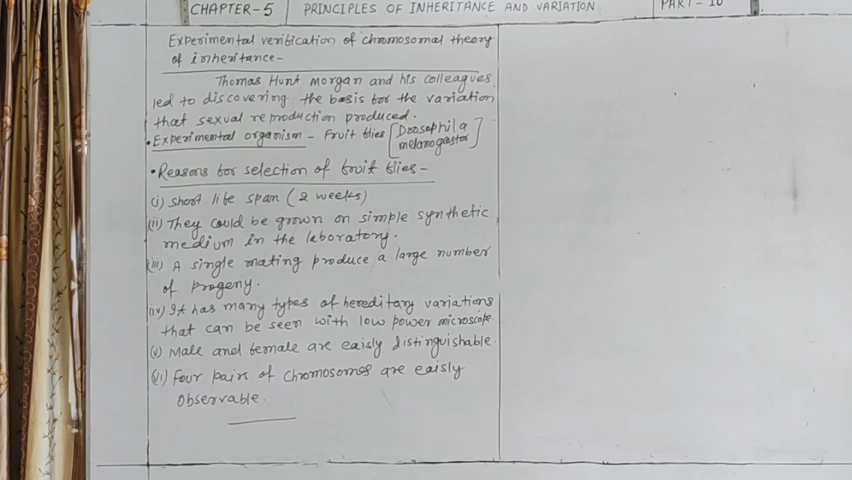 CHAPTER-5 PRINCIPLES OF INHERITANCE AND VARIATION. PART-10
Experimental verification of chromosomal theory
of inheritance-
Thomas Hunt Morgan and his colleagues
led to discovering the basis for the variation
that sexual reproduction produced.
• Experimental organism - Fruit flies [Drosophila
melanogaster]
• Reasons for selection of fruit flies-
(i) Short life span (2 weeks)
(ii) They could be grown on simple synthetic
medium in the laboratory.
(iii) A single mating produce a large number
of progeny.
(iv) It has many types of hereditary variations
that can be seen with low power microscope.
(v) Male and female are eaisly distinguishable.
(vi) Four pairs of chromosomes are eaisly
observable.